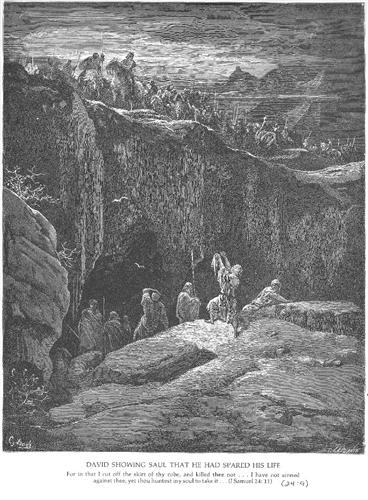 G. Doré
DAVID SHOWING SAUL THAT HE HAD SPARED HIS LIFE
For in that I cut off the skirt of thy robe, and killed thee not . . . I have not sinned
against thee, yet thou huntest my soul to take it . . . (I Samuel 24: 11) (24:9)